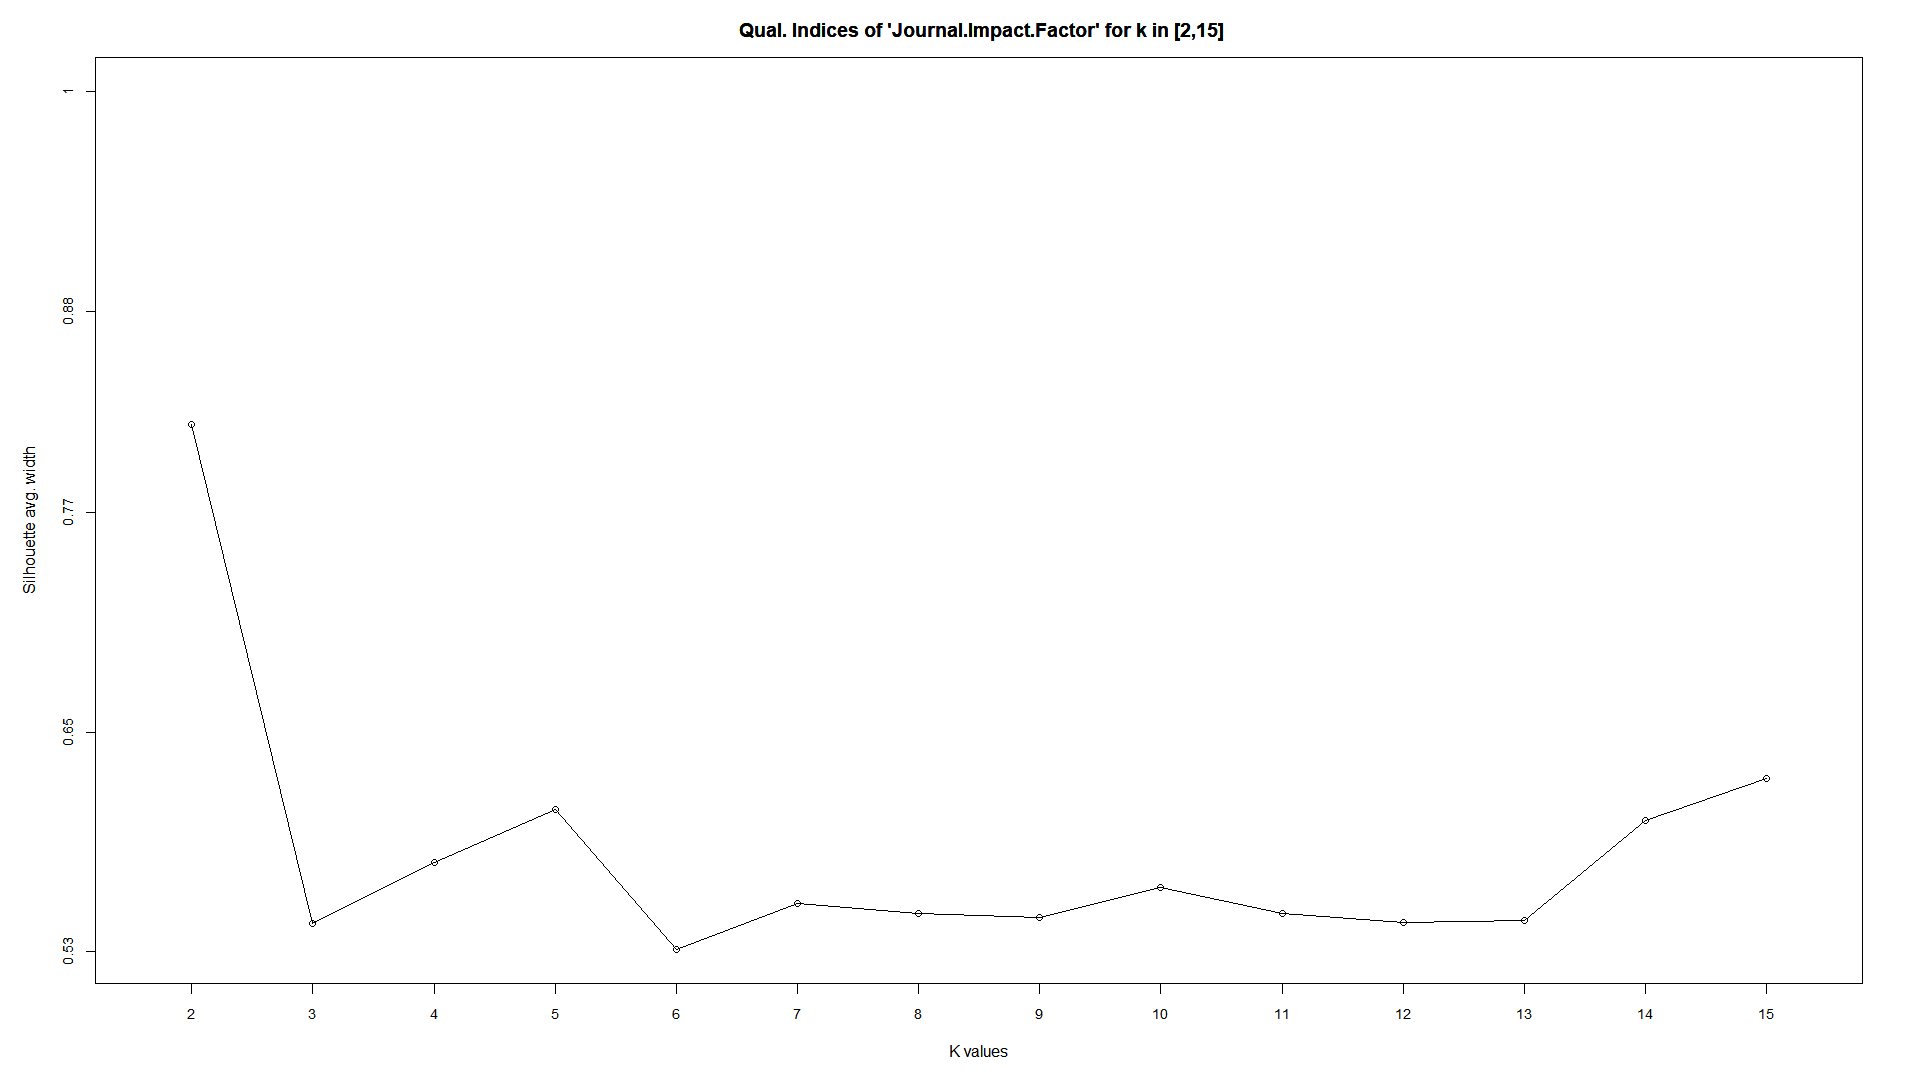 Qual. Indices of 'Journal.Impact.Factor' for k in [2,15]
1
0.88
0.77
0.65
0.53
Silhouette avg. width
2 3 4 5 6 7 8 9 10 11 12 13 14 15
K values